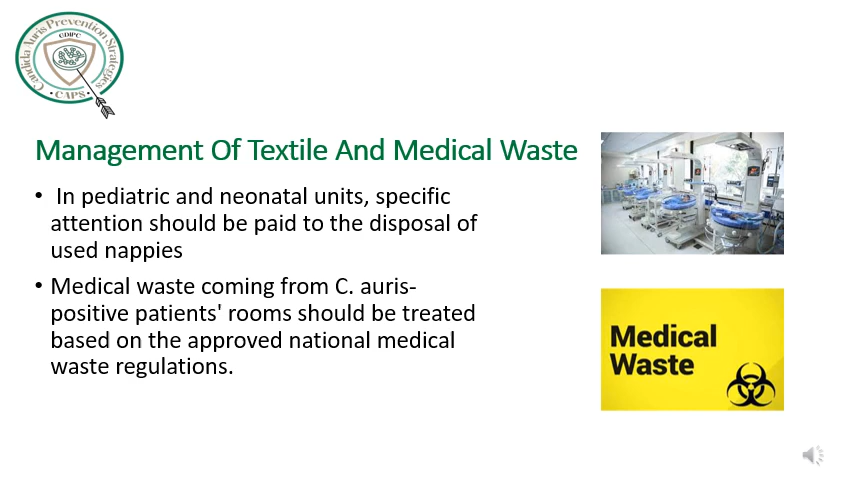 Candida Auris Prevention Strategies
GDIPC
CAPS
Management Of Textile And Medical Waste
• In pediatric and neonatal units, specific
attention should be paid to the disposal of
used nappies
• Medical waste coming from C. auris-
positive patients' rooms should be treated
based on the approved national medical
waste regulations.
Medical
Waste